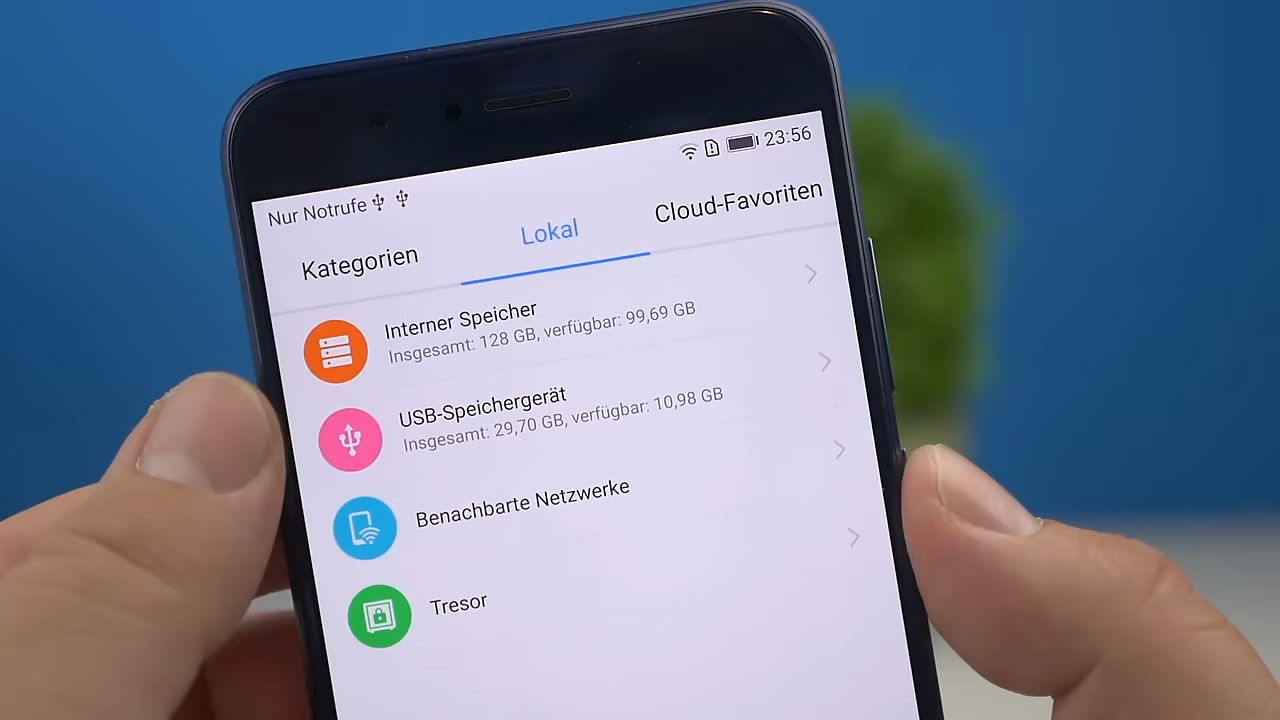 Nur Notrufe 23:56
Kategorien Lokal Cloud-Favoriten
Interner Speicher
Insgesamt: 128 GB, verfügbar: 99,69 GB
USB-Speichergerät
Insgesamt: 29,70 GB, verfügbar: 10,98 GB
Benachbarte Netzwerke
Tresor